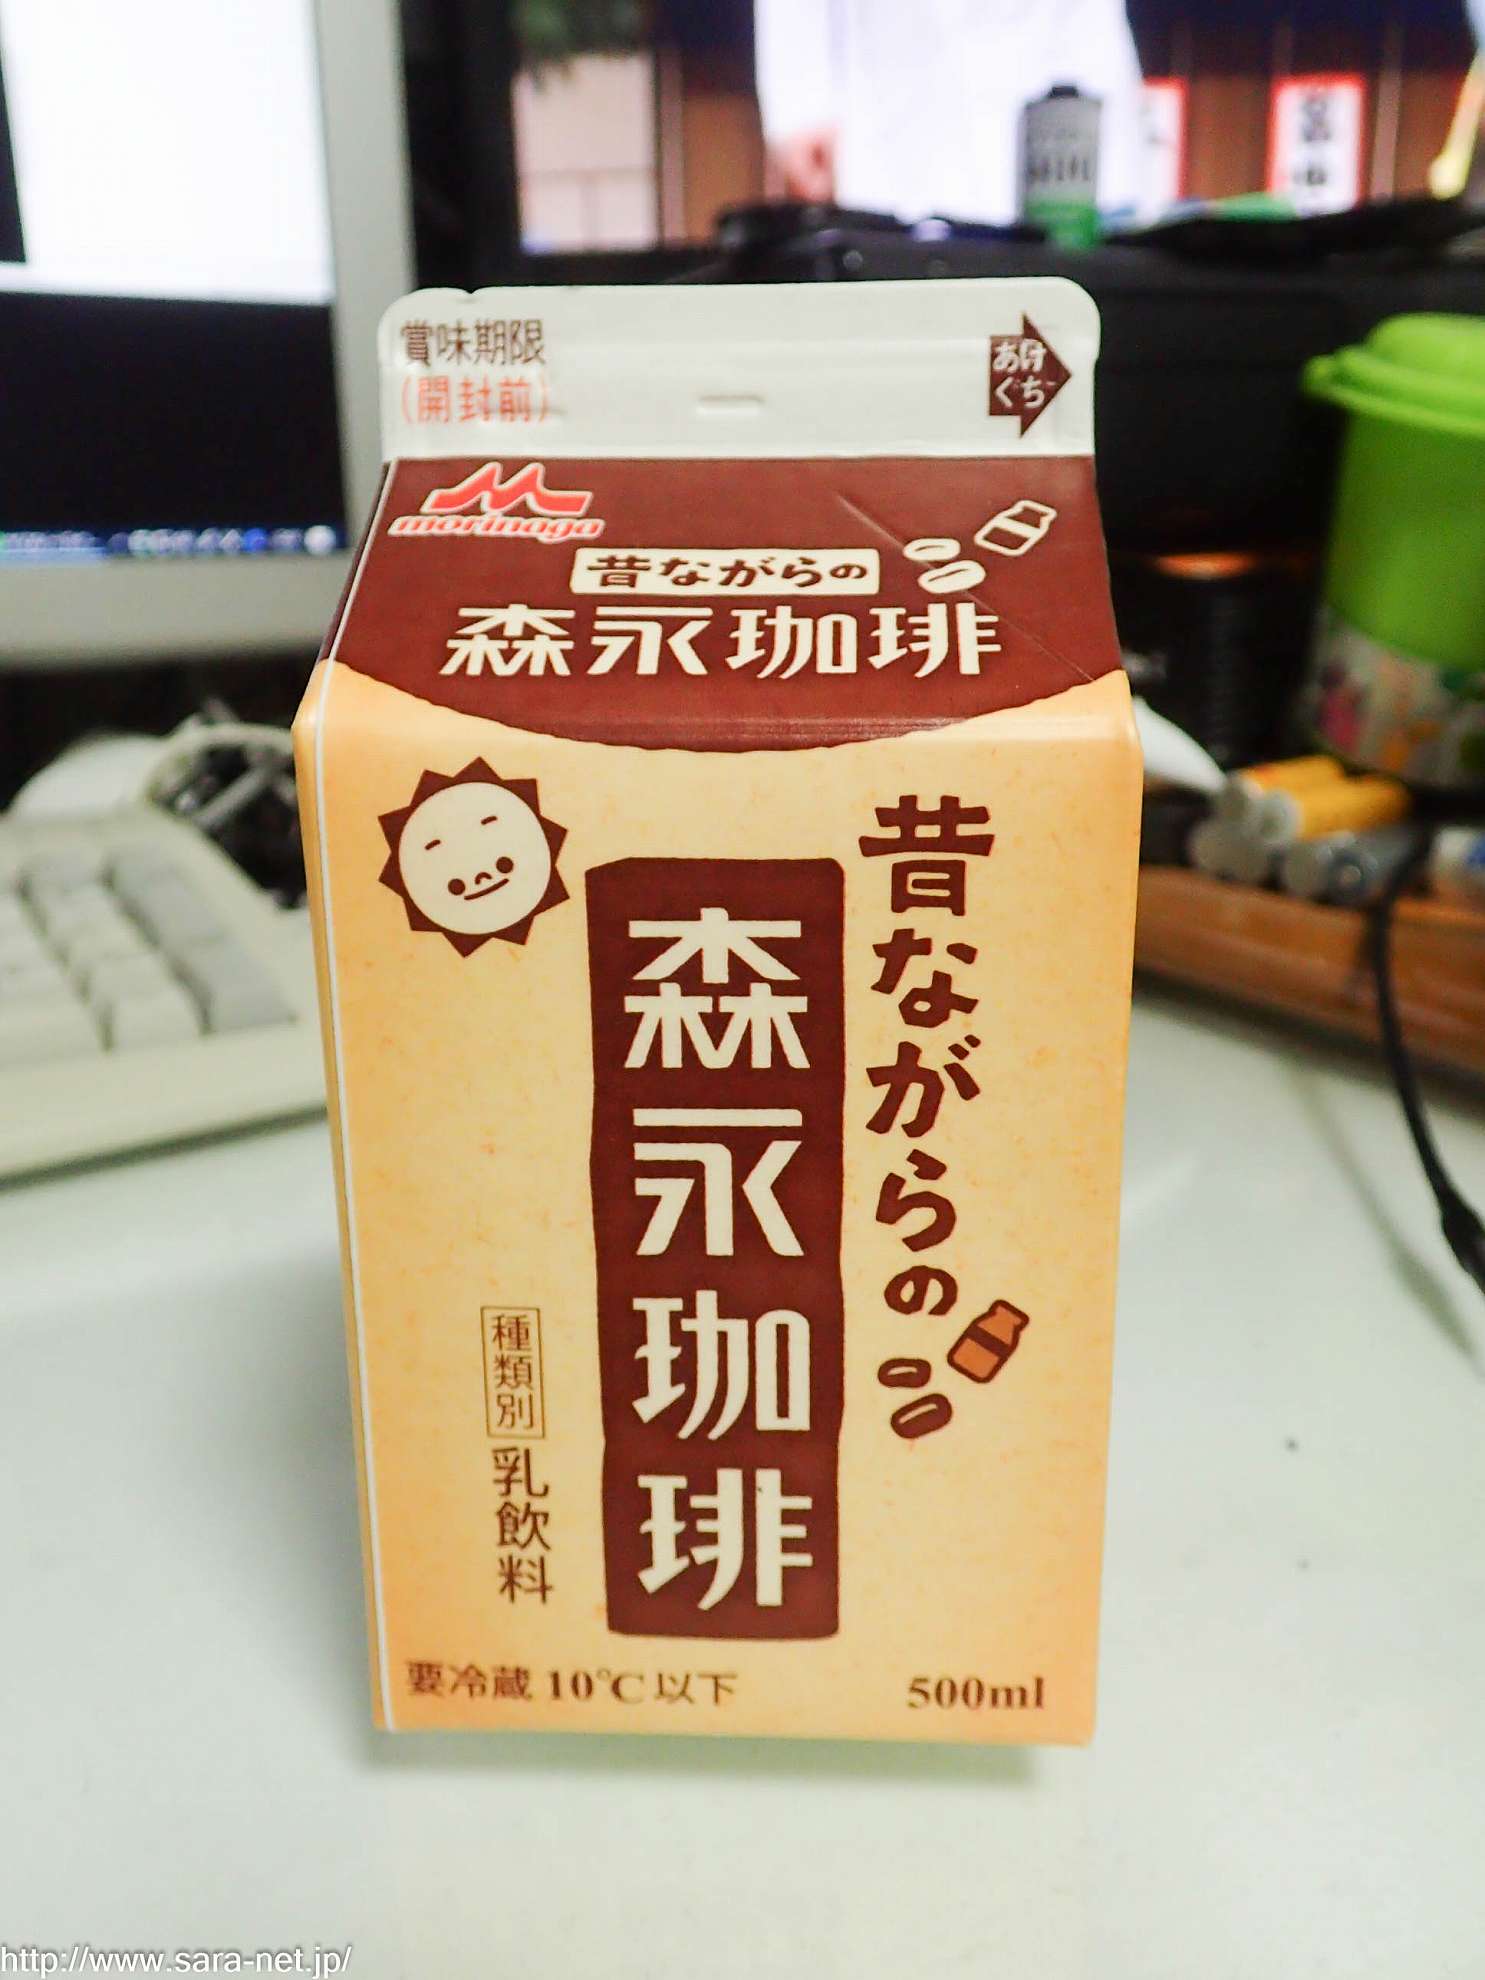 賞味期限
(開封前)
あけ
ぐち
morinaga
昔ながらの
森永珈琲
昔ながらの
森永珈琲
種類別
乳飲料
要冷蔵 10℃以下
500ml
http://www.sara-net.jp/